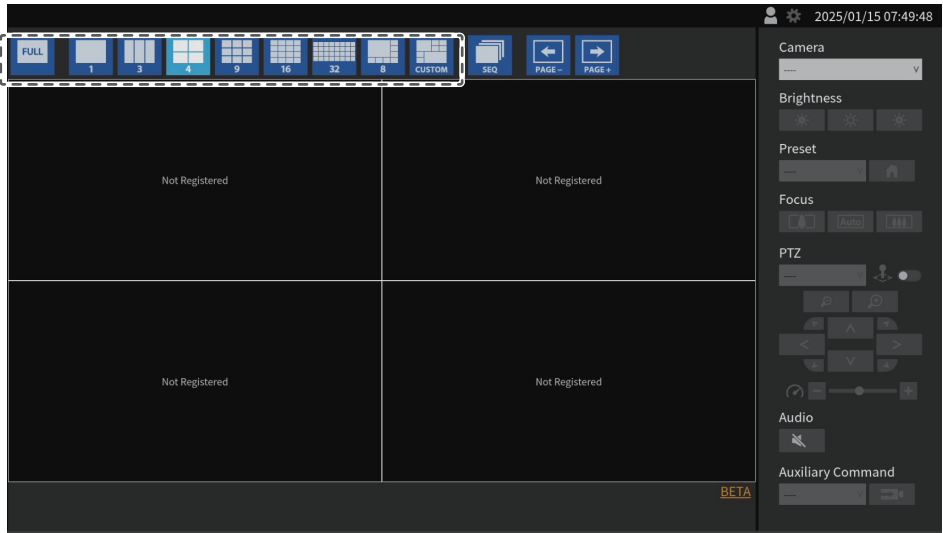 2025/01/15 07:49:48
FULL
1
3
4
9
16
32
8
CUSTOM
SEQ
PAGE –
PAGE +
Not Registered
Not Registered
Not Registered
Not Registered
BETA
Camera
----
Brightness
Preset
----
Focus
Auto
PTZ
----
Audio
Auxiliary Command
----